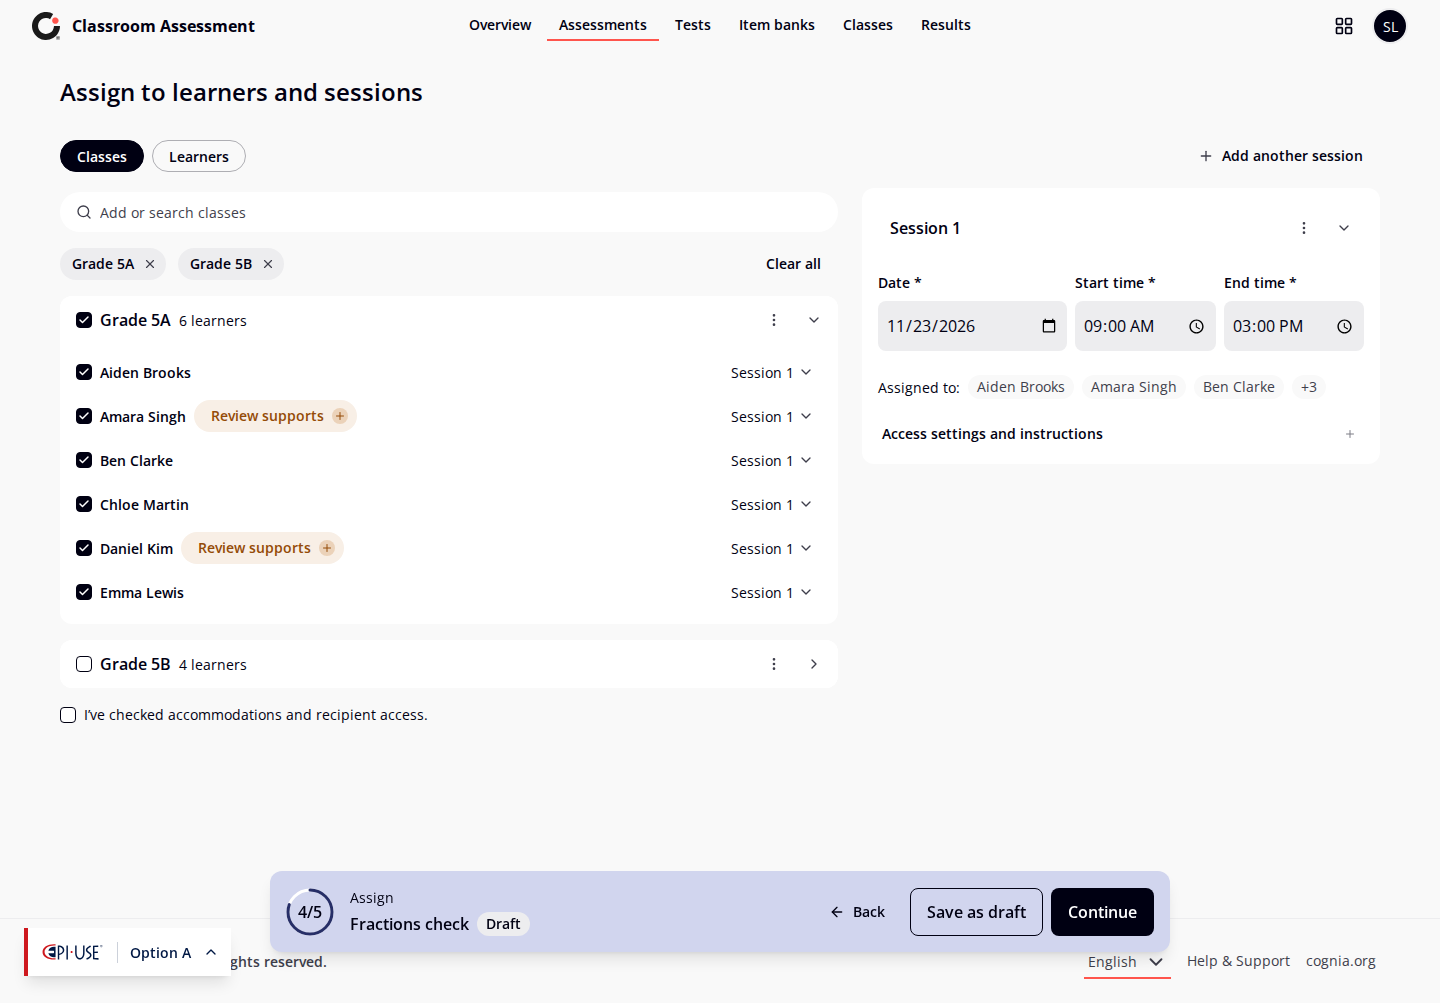 Classroom Assessment
Overview
Assessments
Tests
Item banks
Classes
Results
SL
Assign to learners and sessions
Classes
Learners
Add another session
Add or search classes
Grade 5A
Grade 5B
Clear all
Grade 5A 6 learners
Aiden Brooks Session 1
Amara Singh Review supports Session 1
Ben Clarke Session 1
Chloe Martin Session 1
Daniel Kim Review supports Session 1
Emma Lewis Session 1
Grade 5B 4 learners
I've checked accommodations and recipient access.
Session 1
Date * Start time * End time *
11/23/2026 09:00 AM 03:00 PM
Assigned to: Aiden Brooks Amara Singh Ben Clarke +3
Access settings and instructions
4/5
Assign
Fractions check Draft
Back
Save as draft
Continue
EPI-USE
Option A
ghts reserved.
English
Help & Support
cognia.org